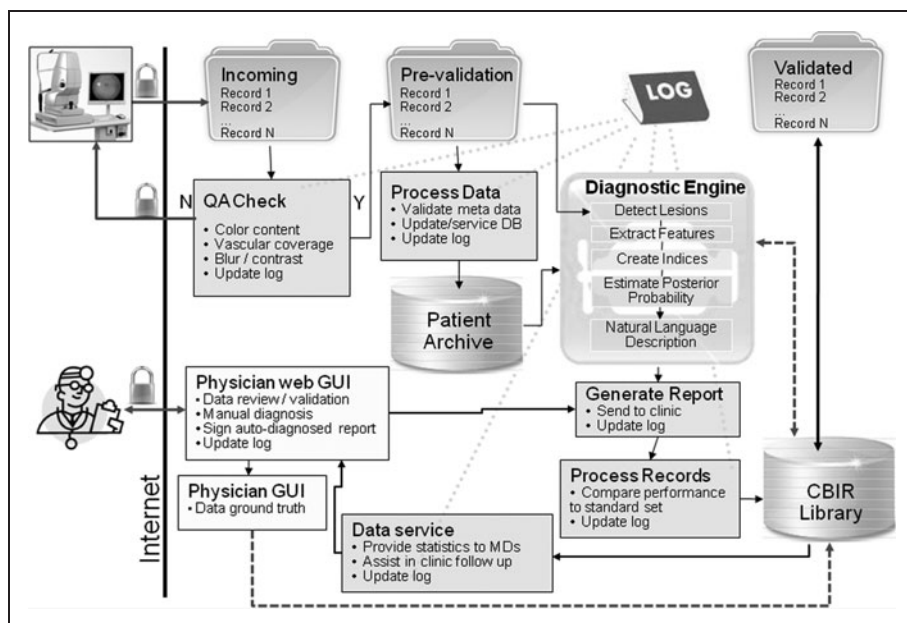 Incoming
Record 1
Record 2
...
Record N
Pre-validation
Record 1
Record 2
...
Record N
LOG
Validated
Record 1
Record 2
...
Record N
N
QA Check
• Color content
• Vascular coverage
• Blur / contrast
• Update log
Y
Process Data
• Validate meta data
• Update/service DB
• Update log
Patient
Archive
Diagnostic Engine
Detect Lesions
Extract Features
Create Indices
Estimate Posterior
Probability
Natural Language
Description
Internet
Physician web GUI
• Data review / validation
• Manual diagnosis
• Sign auto-diagnosed report
• Update log
Generate Report
• Send to clinic
• Update log
Physician GUI
• Data ground truth
Process Records
• Compare performance
to standard set
• Update log
CBIR
Library
Data service
• Provide statistics to MDs
• Assist in clinic follow up
• Update log